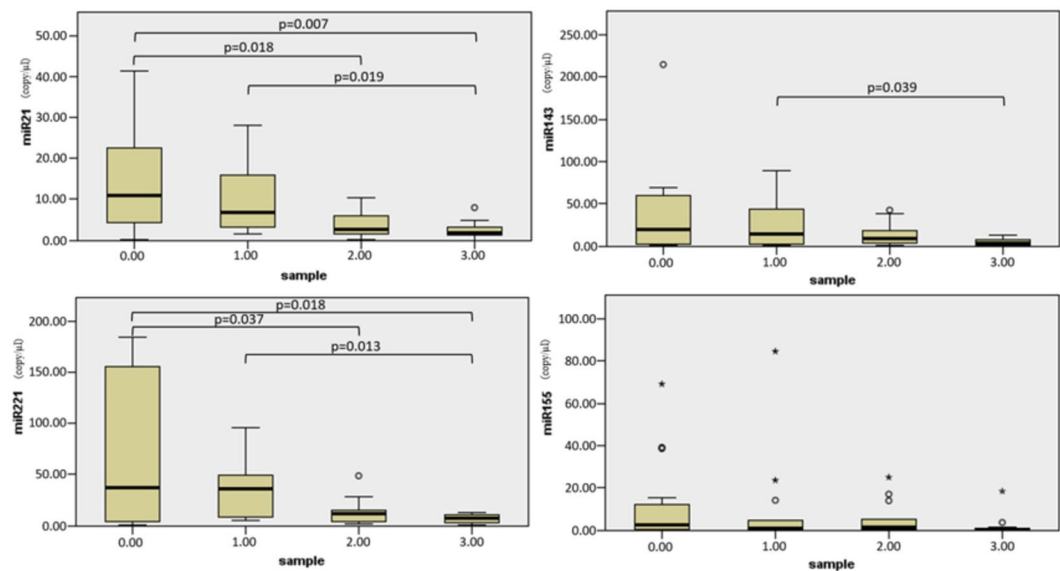 p=0.007
50.00
p=0.018
40.00
p=0.019
30.00
20.00
10.00
0.00
miR21 (copy/µl)
0.00 1.00 2.00 3.00
sample
250.00
200.00
p=0.039
150.00
100.00
50.00
0.00
miR143 (copy/µl)
0.00 1.00 2.00 3.00
sample
p=0.018
200.00
p=0.037
p=0.013
150.00
100.00
50.00
0.00
miR221 (copy/µl)
0.00 1.00 2.00 3.00
sample
100.00
80.00
60.00
40.00
20.00
0.00
miR155 (copy/µl)
0.00 1.00 2.00 3.00
sample